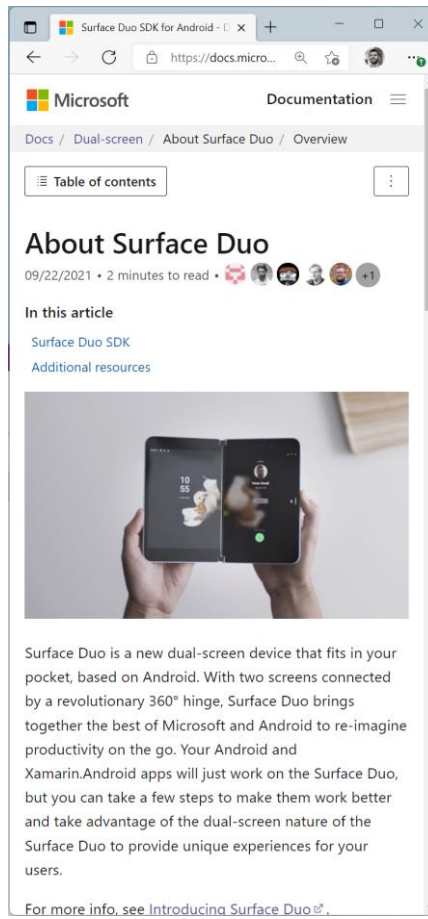 Surface Duo SDK for Android - D
https://docs.micro...
Microsoft
Documentation
Docs / Dual-screen / About Surface Duo / Overview
Table of contents
About Surface Duo
09/22/2021 • 2 minutes to read •
+1
In this article
Surface Duo SDK
Additional resources
10
55
Surface Duo is a new dual-screen device that fits in your
pocket, based on Android. With two screens connected
by a revolutionary 360° hinge, Surface Duo brings
together the best of Microsoft and Android to re-imagine
productivity on the go. Your Android and
Xamarin.Android apps will just work on the Surface Duo,
but you can take a few steps to make them work better
and take advantage of the dual-screen nature of the
Surface Duo to provide unique experiences for your
users.
For more info, see Introducing Surface Duo.